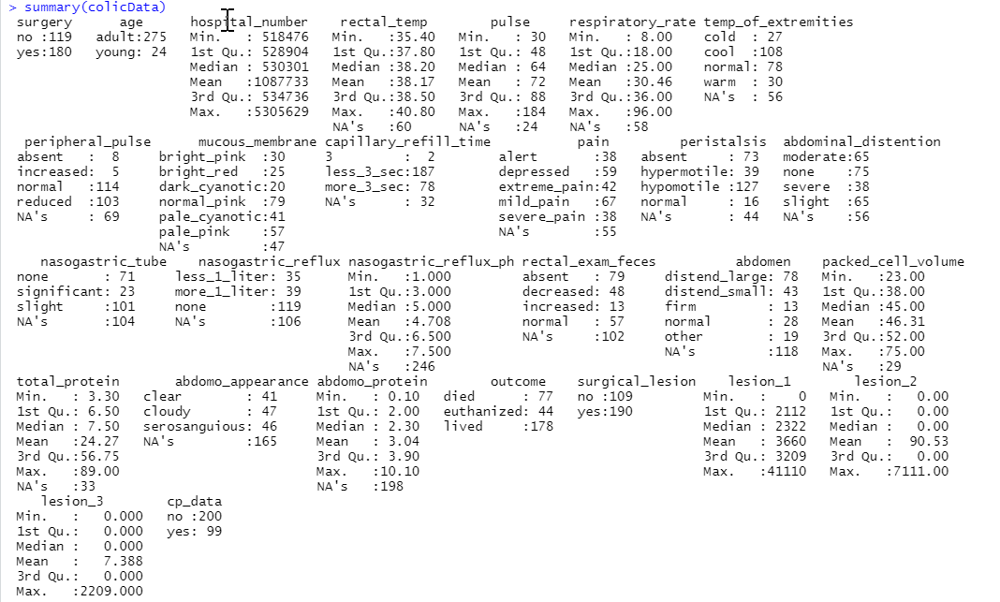 > summary(colicData)
surgery age hospital_number rectal_temp pulse respiratory_rate temp_of_extremities
no :119 adult:275 Min. : 518476 Min. :35.40 Min. : 30 Min. : 8.00 cold : 27
yes:180 young: 24 1st Qu.: 528904 1st Qu.:37.80 1st Qu.: 48 1st Qu.:18.00 cool :108
Median : 530301 Median :38.20 Median : 64 Median :25.00 normal: 78
Mean :1087733 Mean :38.17 Mean : 72 Mean :30.46 warm : 30
3rd Qu.: 534736 3rd Qu.:38.50 3rd Qu.: 88 3rd Qu.:36.00 NA's : 56
Max. :5305629 Max. :40.80 Max. :184 Max. :96.00
NA's :60 NA's :24 NA's :58
peripheral_pulse mucous_membrane capillary_refill_time pain peristalsis abdominal_distention
absent : 8 bright_pink :30 3 : 2 alert :38 absent : 73 moderate:65
increased: 5 bright_red :25 less_3_sec:187 depressed :59 hypermotile: 39 none :75
normal :114 dark_cyanotic:20 more_3_sec: 78 extreme_pain:42 hypomotile :127 severe :38
reduced :103 normal_pink :79 NA's : 32 mild_pain :67 normal : 16 slight :65
NA's : 69 pale_cyanotic:41 severe_pain :38 NA's : 44 NA's :56
pale_pink :57 NA's :55
NA's :47
nasogastric_tube nasogastric_reflux nasogastric_reflux_ph rectal_exam_feces abdomen packed_cell_volume
none : 71 less_1_liter: 35 Min. :1.000 absent : 79 distend_large: 78 Min. :23.00
significant: 23 more_1_liter: 39 1st Qu.:3.000 decreased: 48 distend_small: 43 1st Qu.:38.00
slight :101 none :119 Median :5.000 increased: 13 firm : 13 Median :45.00
NA's :104 NA's :106 Mean :4.708 normal : 57 normal : 28 Mean :46.31
3rd Qu.:6.500 NA's :102 other : 19 3rd Qu.:52.00
Max. :7.500 NA's :118 Max. :75.00
NA's :246 NA's :29
total_protein abdomo_appearance abdomo_protein outcome surgical_lesion lesion_1 lesion_2
Min. : 3.30 clear : 41 Min. : 0.10 died : 77 no :109 Min. : 0 Min. : 0.00
1st Qu.: 6.50 cloudy : 47 1st Qu.: 2.00 euthanized: 44 yes:190 1st Qu.: 2112 1st Qu.: 0.00
Median : 7.50 serosanguious: 46 Median : 2.30 lived :178 Median : 2322 Median : 0.00
Mean :24.27 NA's :165 Mean : 3.04 Mean : 3660 Mean : 90.53
3rd Qu.:56.75 3rd Qu.: 3.90 3rd Qu.: 3209 3rd Qu.: 0.00
Max. :89.00 Max. :10.10 Max. :41110 Max. :7111.00
NA's :33 NA's :198
lesion_3 cp_data
Min. : 0.000 no :200
1st Qu.: 0.000 yes: 99
Median : 0.000
Mean : 7.388
3rd Qu.: 0.000
Max. :2209.000